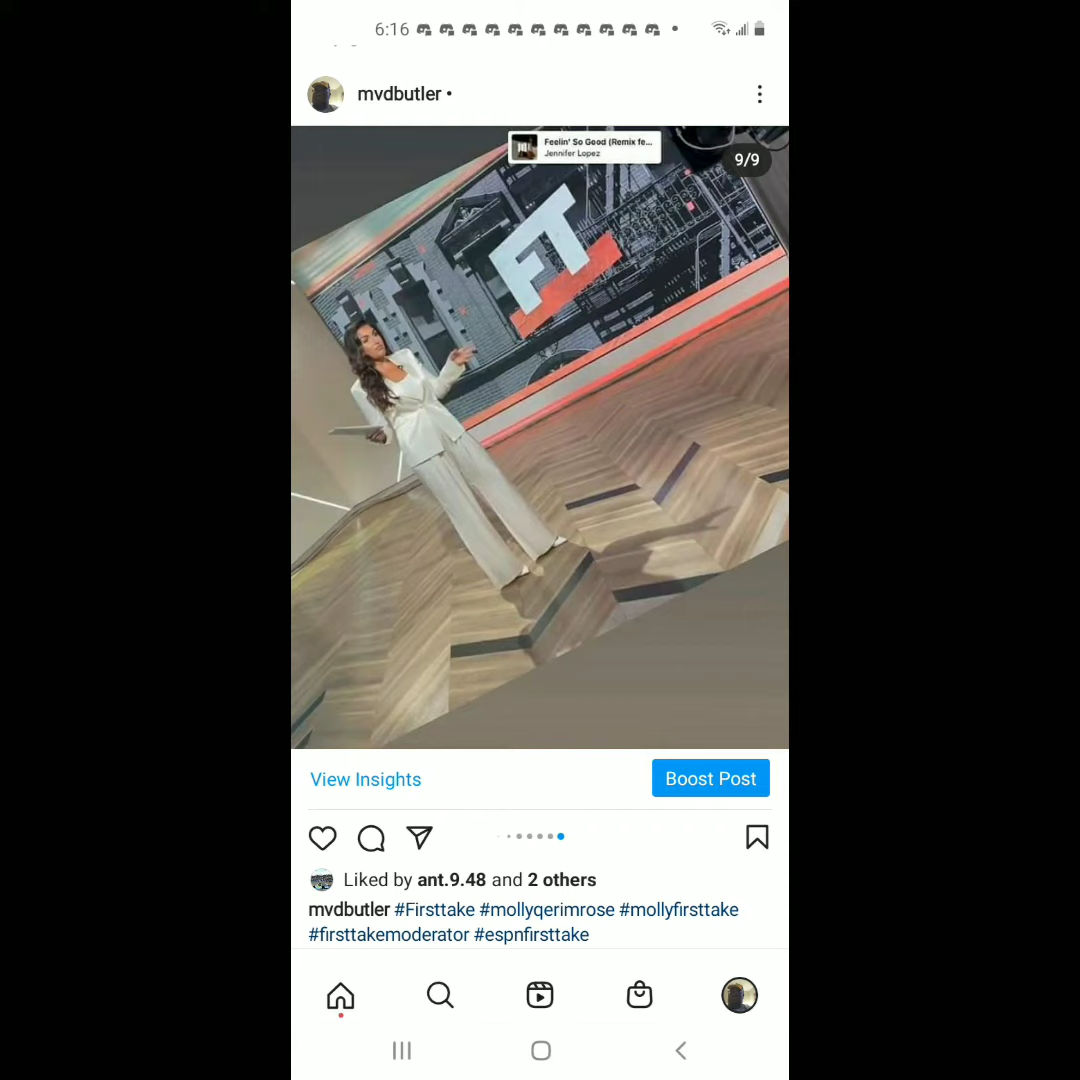 6:16
mvdbutler •
Feelin' So Good (Remix fe...
Jennifer Lopez
9/9
FT
View Insights
Boost Post
Liked by ant.9.48 and 2 others
mvdbutler #Firsttake #mollyqerimrose #mollyfirsttake
#firsttakemoderator #espnfirsttake